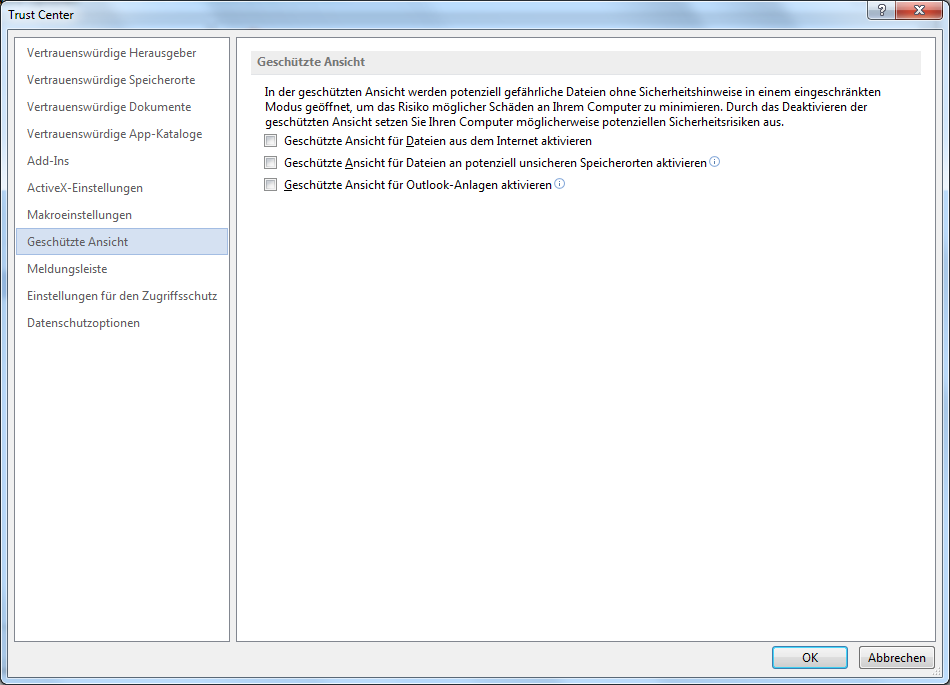 Trust Center
?
Vertrauenswürdige Herausgeber
Vertrauenswürdige Speicherorte
Vertrauenswürdige Dokumente
Vertrauenswürdige App-Kataloge
Add-Ins
ActiveX-Einstellungen
Makroeinstellungen
Geschützte Ansicht
Meldungsleiste
Einstellungen für den Zugriffsschutz
Datenschutzoptionen
Geschützte Ansicht
In der geschützten Ansicht werden potenziell gefährliche Dateien ohne Sicherheitshinweise in einem eingeschränkten
Modus geöffnet, um das Risiko möglicher Schäden an Ihrem Computer zu minimieren. Durch das Deaktivieren der
geschützten Ansicht setzen Sie Ihren Computer möglicherweise potenziellen Sicherheitsrisiken aus.
Geschützte Ansicht für Dateien aus dem Internet aktivieren
Geschützte Ansicht für Dateien an potenziell unsicheren Speicherorten aktivieren
Geschützte Ansicht für Outlook-Anlagen aktivieren
OK
Abbrechen